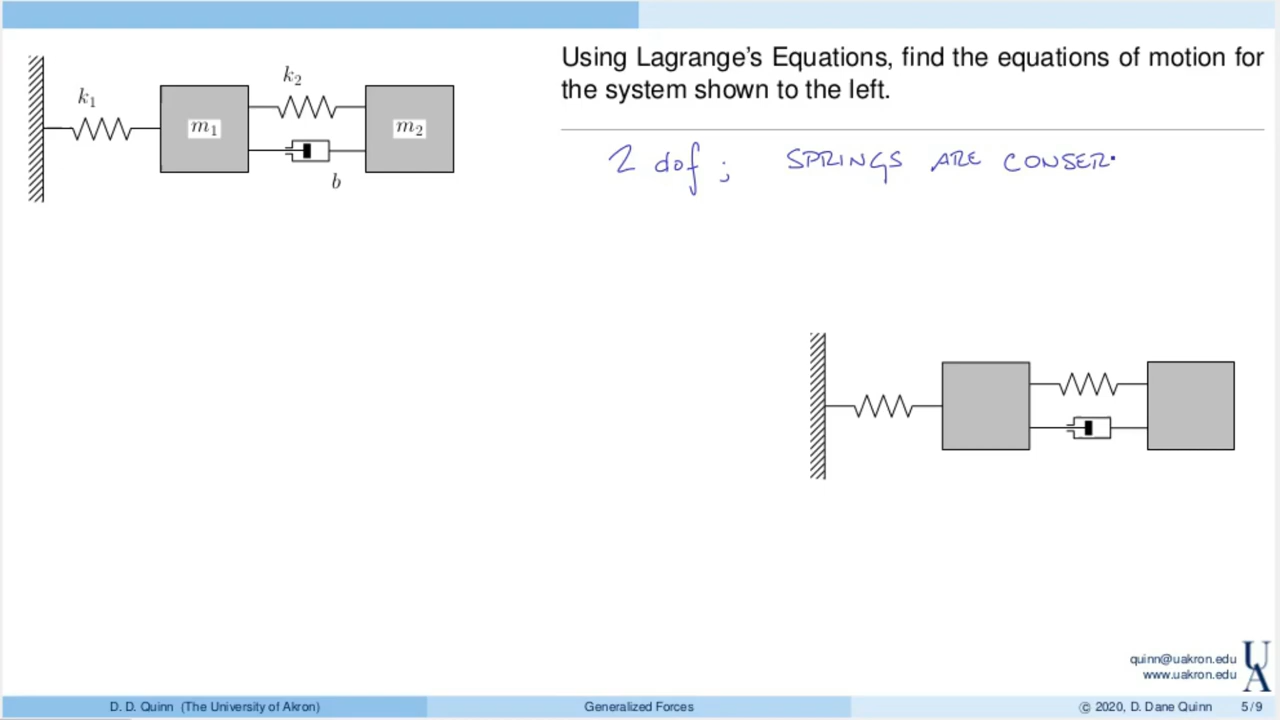 Using Lagrange's Equations, find the equations of motion for
the system shown to the left.
k₁
k₂
m₁
m₂
b
2 dof ; SPRINGS ARE CONSER
quinn@uakron.edu
www.uakron.edu
UA
D. D. Quinn (The University of Akron) Generalized Forces © 2020, D. Dane Quinn 5/9